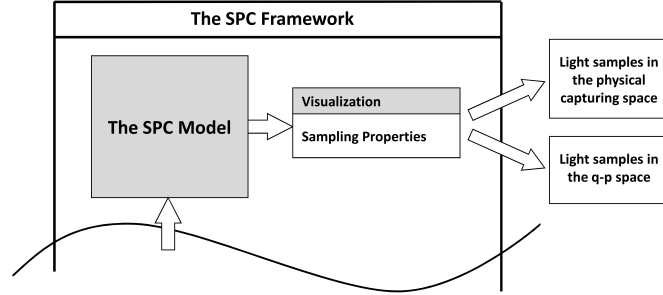 The SPC Framework
The SPC Model
Visualization
Sampling Properties
Light samples in
the physical
capturing space
Light samples in
the q-p space